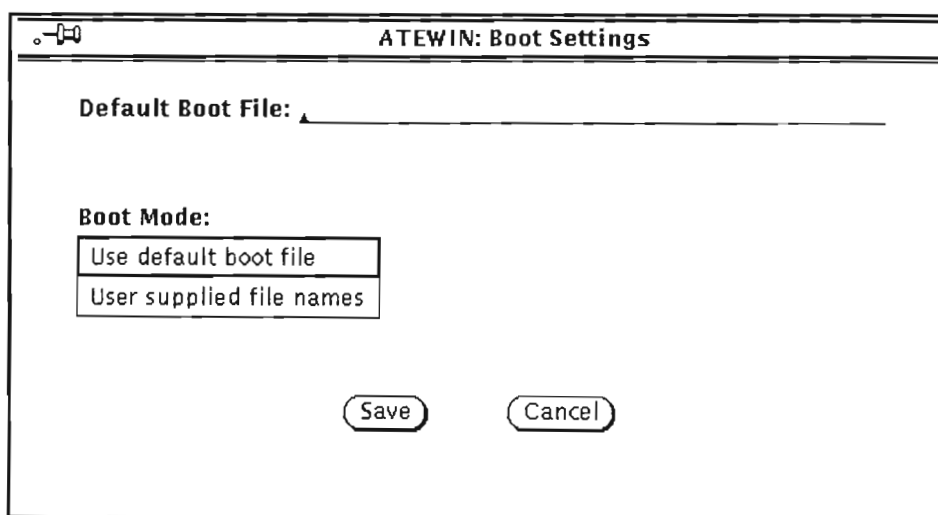 ATEWIN: Boot Settings
Default Boot File:
Boot Mode:
Use default boot file
User supplied file names
Save Cancel